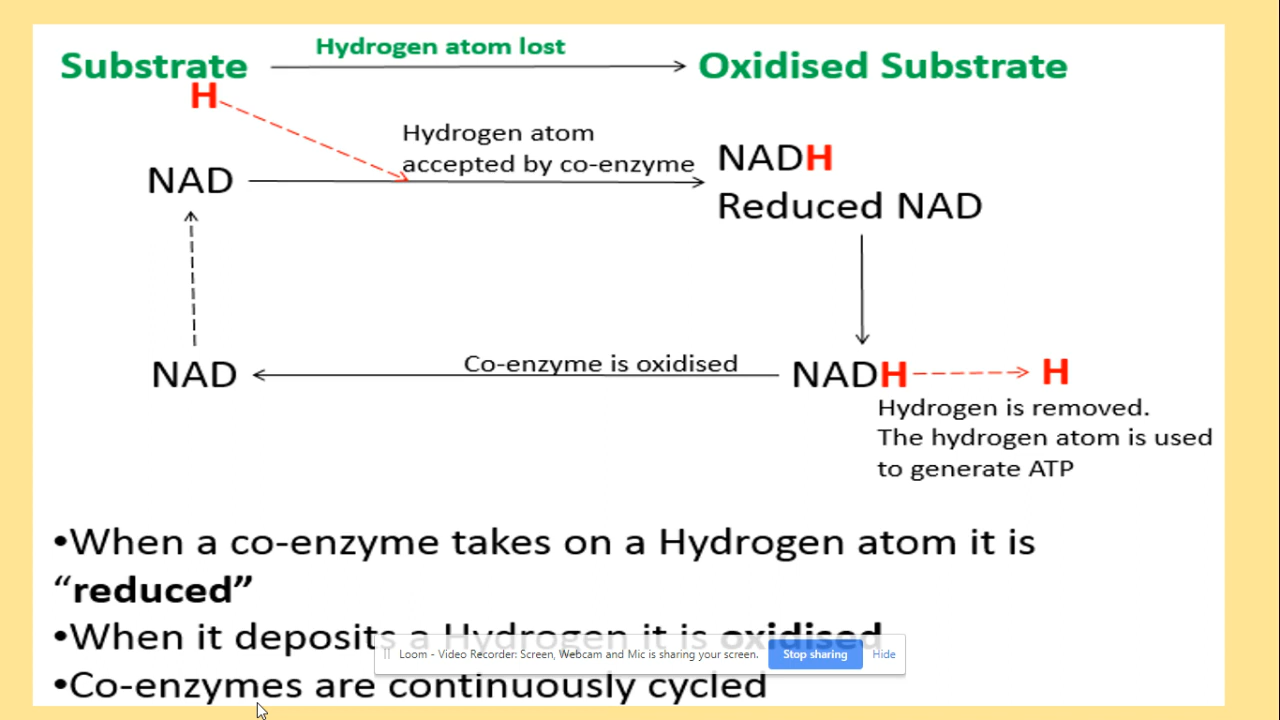 Hydrogen atom lost
Substrate
Oxidised Substrate
H
Hydrogen atom
accepted by co-enzyme
NAD
NADH
Reduced NAD
Co-enzyme is oxidised
NAD
NADH
H
Hydrogen is removed.
The hydrogen atom is used
to generate ATP
•When a co-enzyme takes on a Hydrogen atom it is
“reduced”
•When it deposits a Hydrogen it is oxidised
Loom - Video Recorder: Screen, Webcam and Mic is sharing your screen.
Stop sharing
Hide
•Co-enzymes are continuously cycled